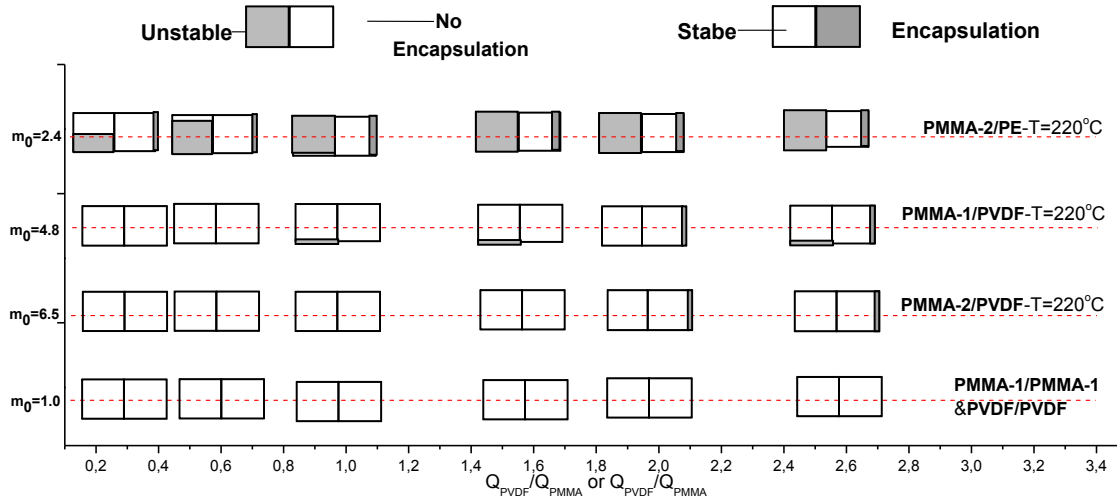 Unstable
No
Encapsulation
Stabe
Encapsulation
m0=2.4
PMMA-2/PE-T=220°C
m0=4.8
PMMA-1/PVDF-T=220°C
m0=6.5
PMMA-2/PVDF-T=220°C
m0=1.0
PMMA-1/PMMA-1
&PVDF/PVDF
0,2 0,4 0,6 0,8 1,0 1,2 1,4 1,6 1,8 2,0 2,2 2,4 2,6 2,8 3,0 3,2 3,4
QPVDF/QPMMA or QPVDF/QPMMA